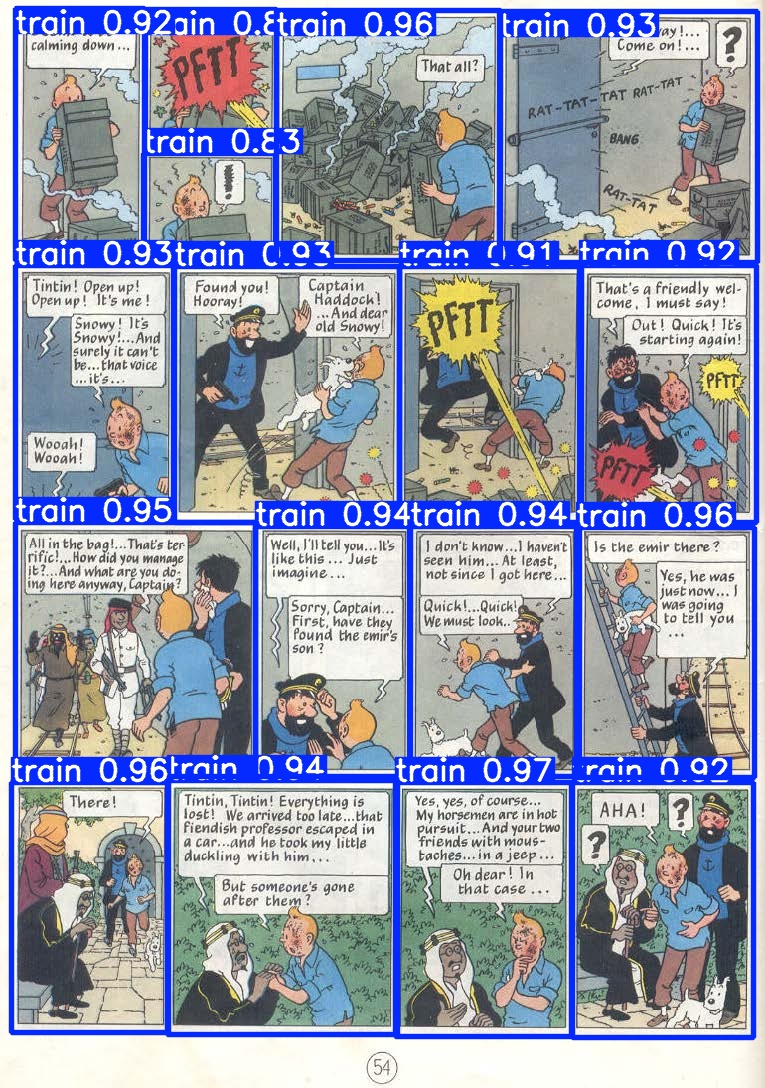 train 0.92
train 0.8
train 0.96
train 0.93
calming down...
PFTT
That all?
Come on!...
?
RAT-TAT-TAT RAT-TAT
BANG
RAT-TAT
train 0.83
!
train 0.93
train 0.93
train 0.91
train 0.92
Tintin! Open up!
Open up! It's me!
Snowy! It's
Snowy!...And
surely it can't
be...that voice
...it's...
Wooah!
Wooah!
Found you!
Hooray!
Captain
Haddock!
...And dear
old Snowy!
PFTT
That's a friendly wel-
come, I must say!
Out! Quick! It's
starting again!
PFTT
PFTT
train 0.95
train 0.94
train 0.94
train 0.96
All in the bag!...That's ter-
rific!...How did you manage
it?...And what are you do-
ing here anyway, Captain?
Well, I'll tell you...It's
like this... Just
imagine...
Sorry, Captain...
First, have they
found the emir's
son?
I don't know...I haven't
seen him... At least,
not since I got here...
Quick!...Quick!
We must look...
Is the emir there?
Yes, he was
just now... I
was going
to tell you
...
train 0.96
train 0.94
train 0.97
train 0.92
There!
Tintin, Tintin! Everything is
lost! We arrived too late...that
fiendish professor escaped in
a car...and he took my little
duckling with him...
But someone's gone
after them?
Yes, yes, of course...
My horsemen are in hot
pursuit... And your two
friends with mous-
taches... in a jeep...
Oh dear! In
that case...
AHA!
?
?
54